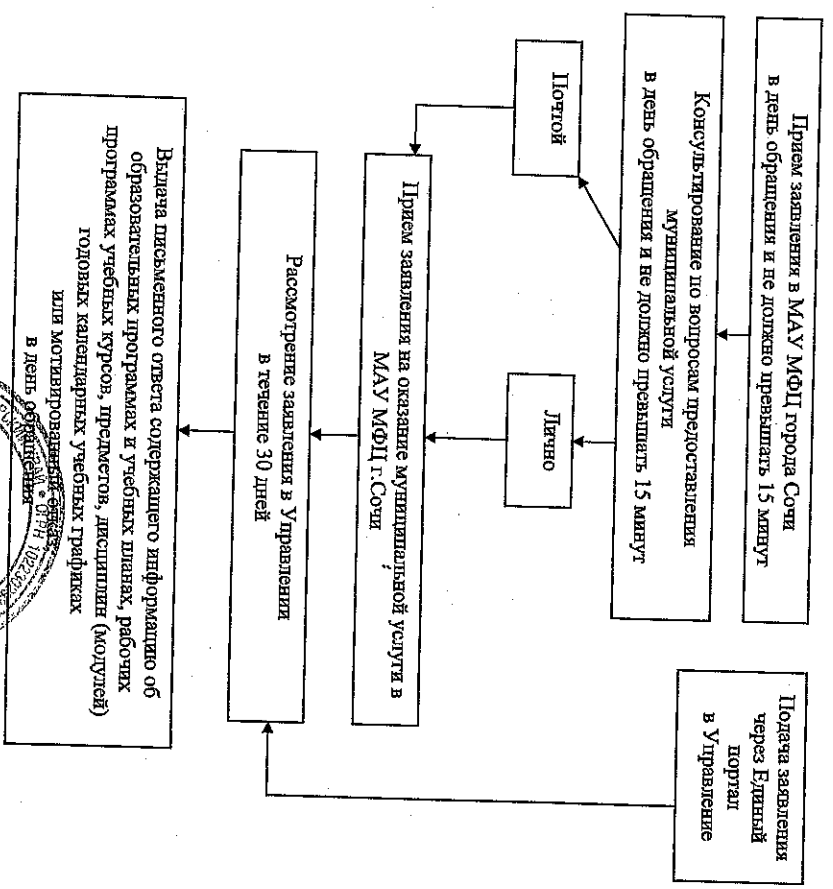 Прием заявления в МАУ МФЦ города Сочи
в день обращения и не должно превышать 15 минут
Подача заявления
через Единый
портал
в Управление
Консультирование по вопросам предоставления
муниципальной услуги
в день обращения и не должно превышать 15 минут
Почтой
Лично
Прием заявления на оказание муниципальной услуги в
МАУ МФЦ г.Сочи
Рассмотрение заявления в Управлении
в течение 30 дней
Выдача письменного ответа содержащего информацию об
образовательных программах и учебных планах, рабочих
программах учебных курсов, предметов, дисциплин (модулей)
годовых календарных учебных графиках
или мотивированный отказ
в день обращения